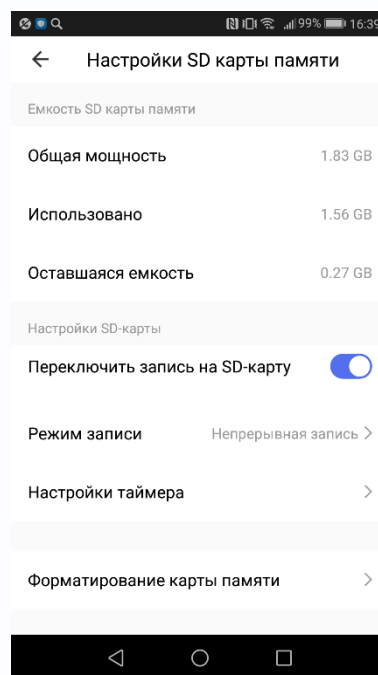 99% 16:39
Настройки SD карты памяти
Емкость SD карты памяти
Общая мощность 1.83 GB
Использовано 1.56 GB
Оставшаяся емкость 0.27 GB
Настройки SD-карты
Переключить запись на SD-карту
Режим записи Непрерывная запись >
Настройки таймера >
Форматирование карты памяти >